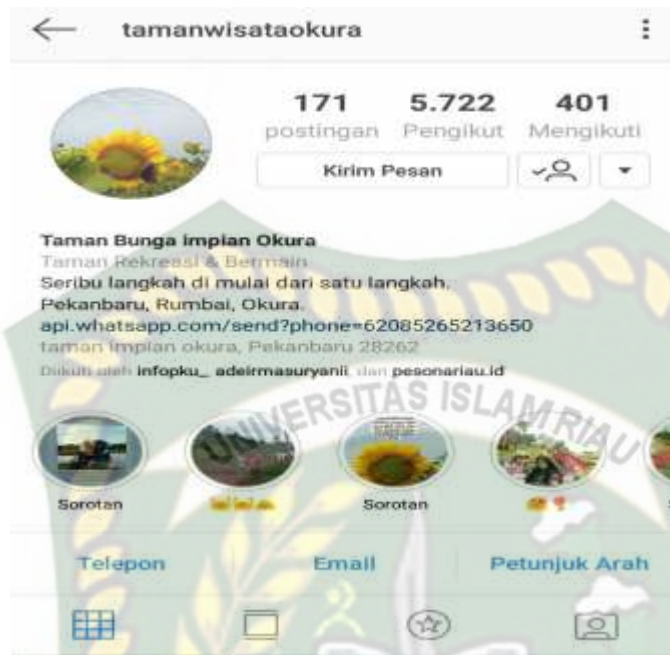 tamanwisataokura
171 5.722 401
postingan Pengikut Mengikuti
Kirim Pesan
Taman Bunga impian Okura
Taman Rekreasi & Bermain
Seribu langkah di mulai dari satu langkah.
Pekanbaru, Rumbai, Okura.
api.whatsapp.com/send?phone=62085265213650
taman impian okura, Pekanbaru 28262
Diikuti oleh infopku_, adeirmasuryanii, dan pesonariau.id
UNIVERSITAS ISLAM RIAU
Sorotan Sorotan
Telepon Email Petunjuk Arah